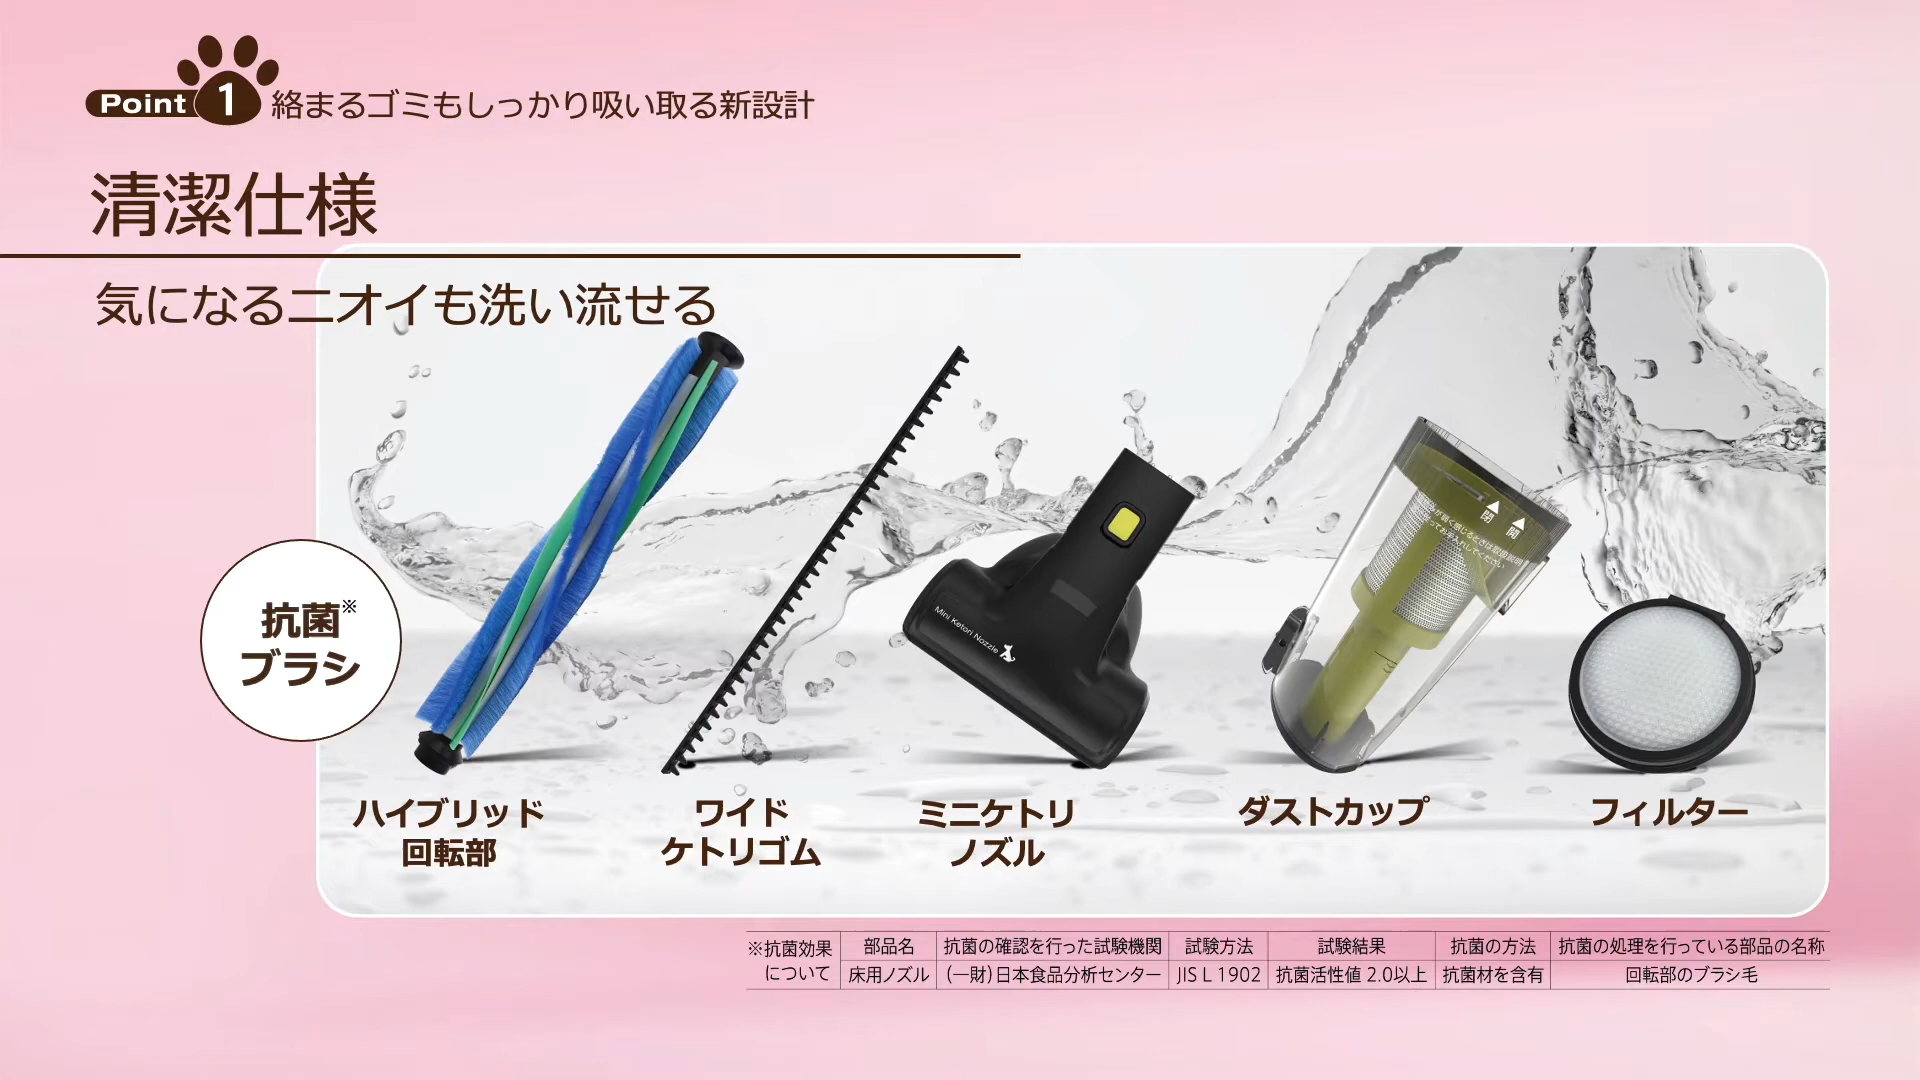 Point 1 絡まるゴミもしっかり吸い取る新設計
清潔仕様
気になるニオイも洗い流せる
抗菌※
ブラシ
Mini Ketori Nozzle
閉 開
ハイブリッド
回転部
ワイド
ケトリゴム
ミニケトリ
ノズル
ダストカップ
フィルター
※抗菌効果
について
部品名 抗菌の確認を行った試験機関 試験方法 試験結果 抗菌の方法 抗菌の処理を行っている部品の名称
床用ノズル (一財)日本食品分析センター JIS L 1902 抗菌活性値 2.0以上 抗菌材を含有 回転部のブラシ毛